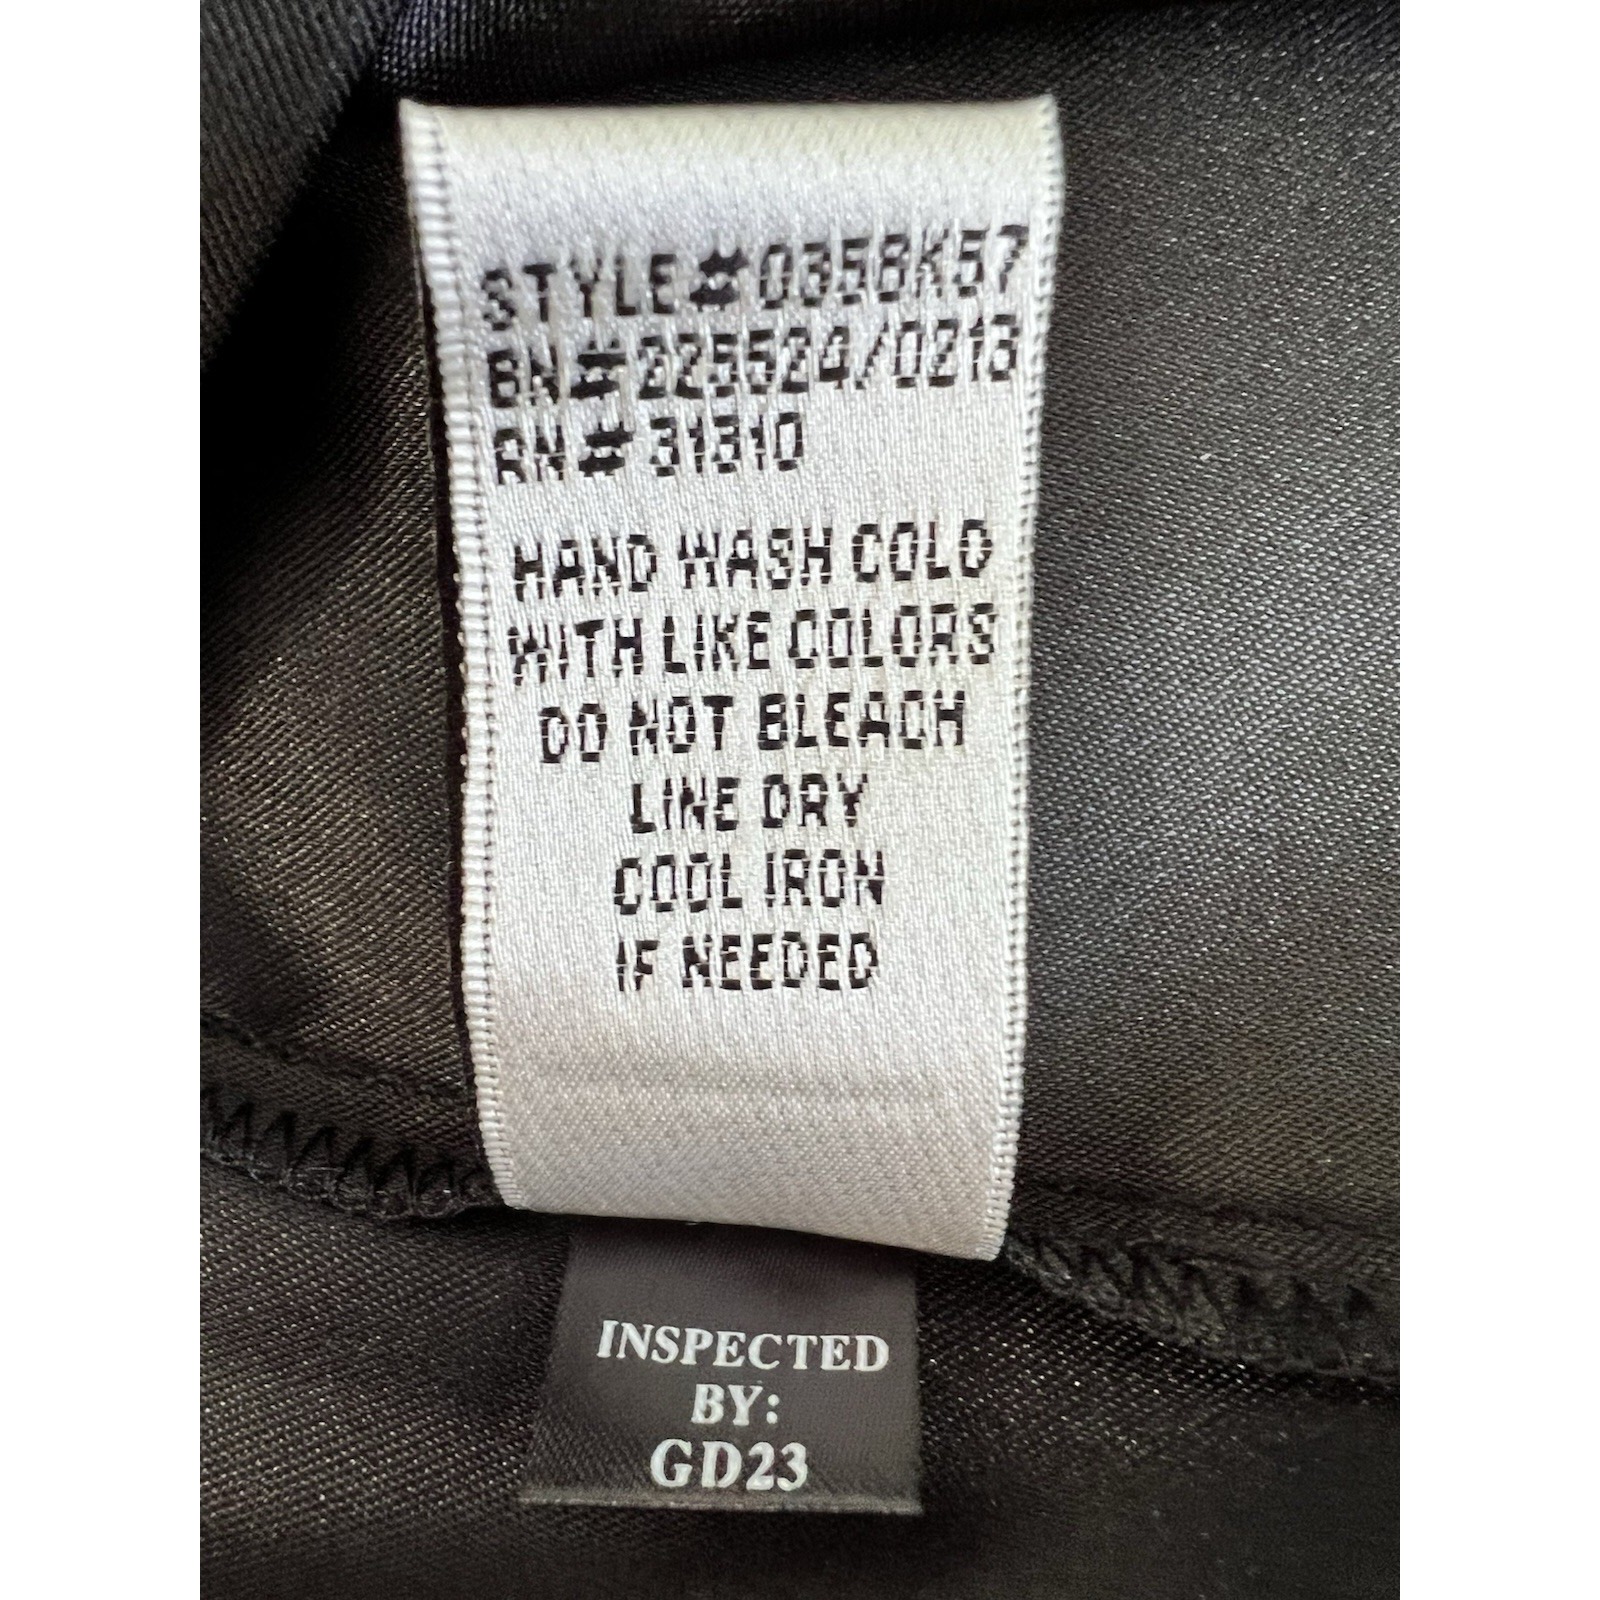 STYLE#0358K57
BN#225524/0218
RN#31310
HAND WASH COLD
WITH LIKE COLORS
DO NOT BLEACH
LINE DRY
COOL IRON
IF NEEDED
INSPECTED
BY:
GD23